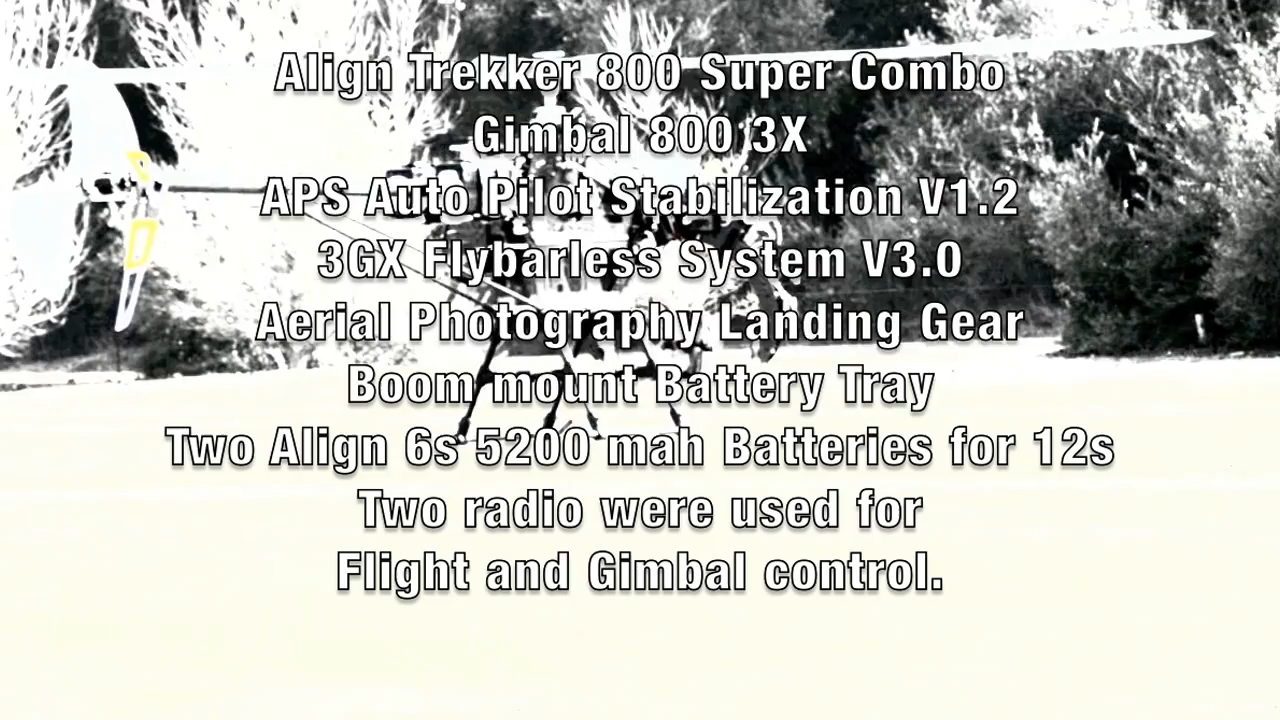 Align Trekker 800 Super Combo
Gimbal 800 3X
APS Auto Pilot Stabilization V1.2
3GX Flybarless System V3.0
Aerial Photography Landing Gear
Boom mount Battery Tray
Two Align 6s 5200 mah Batteries for 12s
Two radio were used for
Flight and Gimbal control.